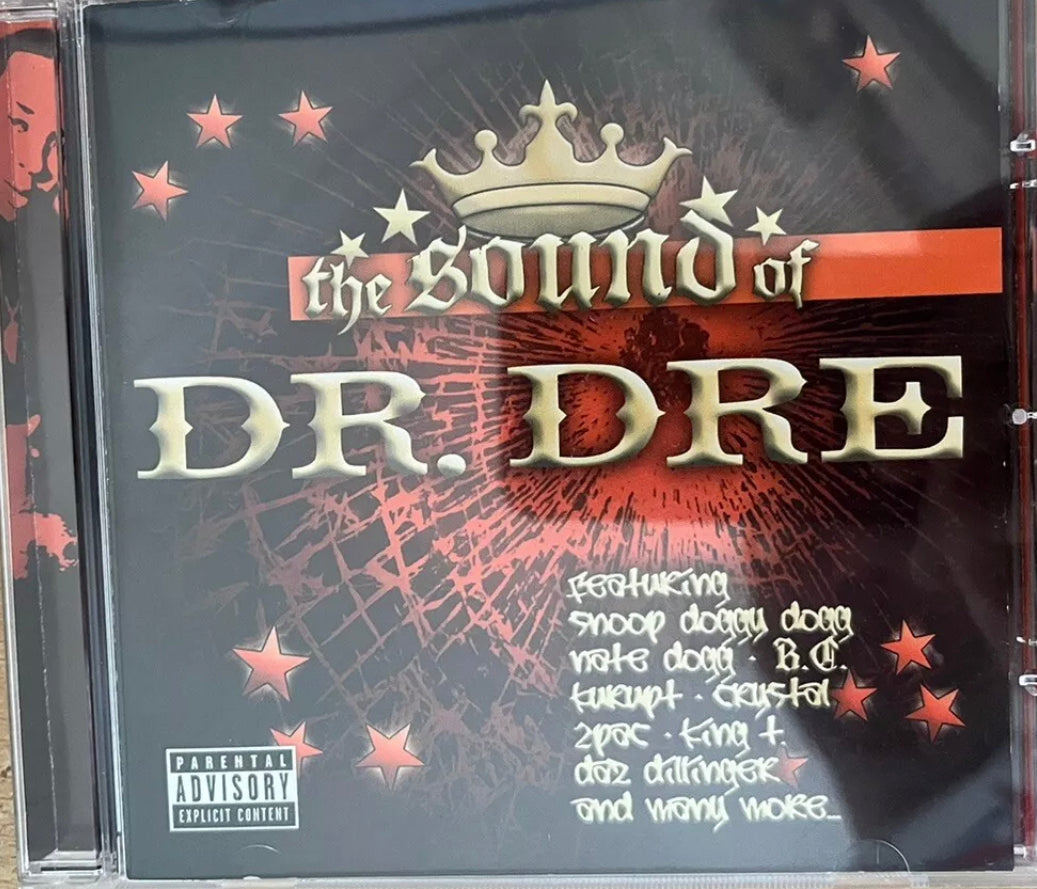 the sound of
DR. DRE
Featuring
snoop doggy dogg
nate dogg · B.C.
kurupt · crystal
2pac · king t.
daz dillinger
and many more...
PARENTAL
ADVISORY
EXPLICIT CONTENT